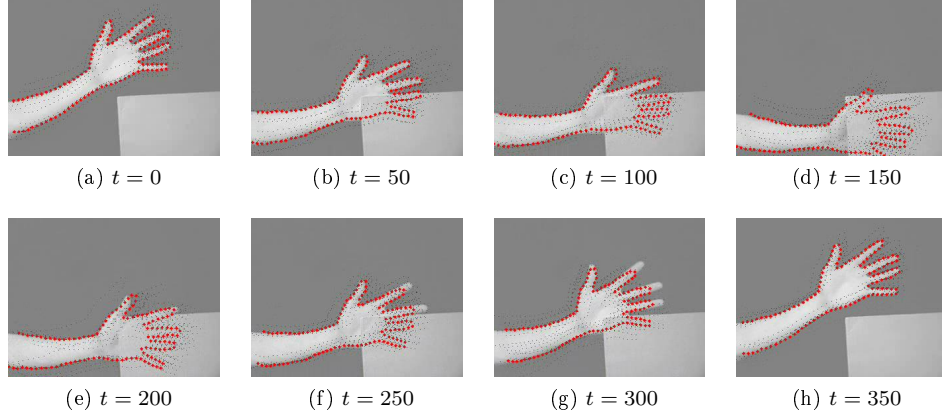 (a) t = 0
(b) t = 50
(c) t = 100
(d) t = 150
(e) t = 200
(f) t = 250
(g) t = 300
(h) t = 350